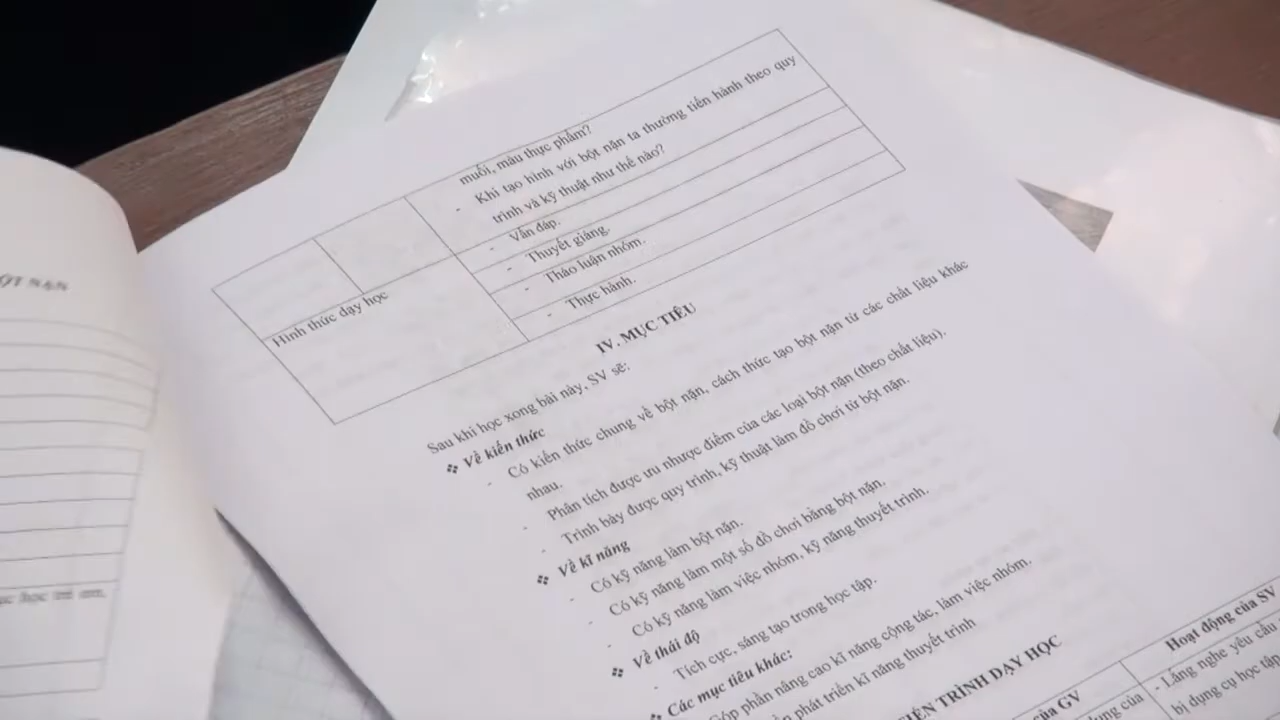 muối, màu thực phẩm?
- Khi tạo hình với bột nặn ta thường tiến hành theo quy
trình và kỹ thuật như thế nào?
Hình thức dạy học
- Vấn đáp.
- Thuyết giảng.
- Thảo luận nhóm.
- Thực hành.
IV. MỤC TIÊU
Sau khi học xong bài này, SV sẽ:
❖ Về kiến thức
- Có kiến thức chung về bột nặn, cách thức tạo bột nặn từ các chất liệu khác
nhau.
- Phân tích được ưu nhược điểm của các loại bột nặn (theo chất liệu).
- Trình bày được quy trình, kỹ thuật làm đồ chơi từ bột nặn.
❖ Về kĩ năng
- Có kỹ năng làm bột nặn.
- Có kỹ năng làm một số đồ chơi bằng bột nặn.
- Có kỹ năng làm việc nhóm, kỹ năng thuyết trình.
❖ Về thái độ
- Tích cực, sáng tạo trong học tập.
❖ Các mục tiêu khác:
Góp phần nâng cao kĩ năng cộng tác, làm việc nhóm.
phát triển kĩ năng thuyết trình
TRÌNH DẠY HỌC
của GV
Hoạt động của SV
của
- Lắng nghe yêu cầu
bị dụng cụ học tập
học trẻ em.